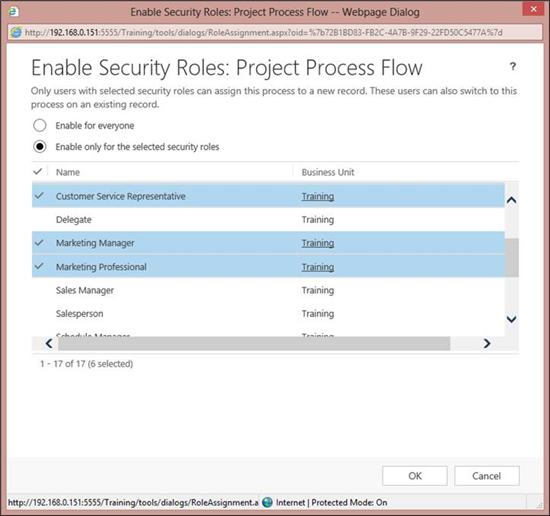 Enable Security Roles: Project Process Flow -- Webpage Dialog
http://192.168.0.151:5555/Training/tools/dialogs/RoleAssignment.aspx?oid=%7b72B1BD83-FB2C-4A7B-9F29-22FD50C5477A%7d
Enable Security Roles: Project Process Flow
?
Only users with selected security roles can assign this process to a new record. These users can also switch to this
process on an existing record.
Enable for everyone
Enable only for the selected security roles
Name Business Unit
Customer Service Representative Training
Delegate Training
Marketing Manager Training
Marketing Professional Training
Sales Manager Training
Salesperson Training
Schedule Manager Training
1 - 17 of 17 (6 selected)
OK Cancel
http://192.168.0.151:5555/Training/tools/dialogs/RoleAssignment.a Internet | Protected Mode: On